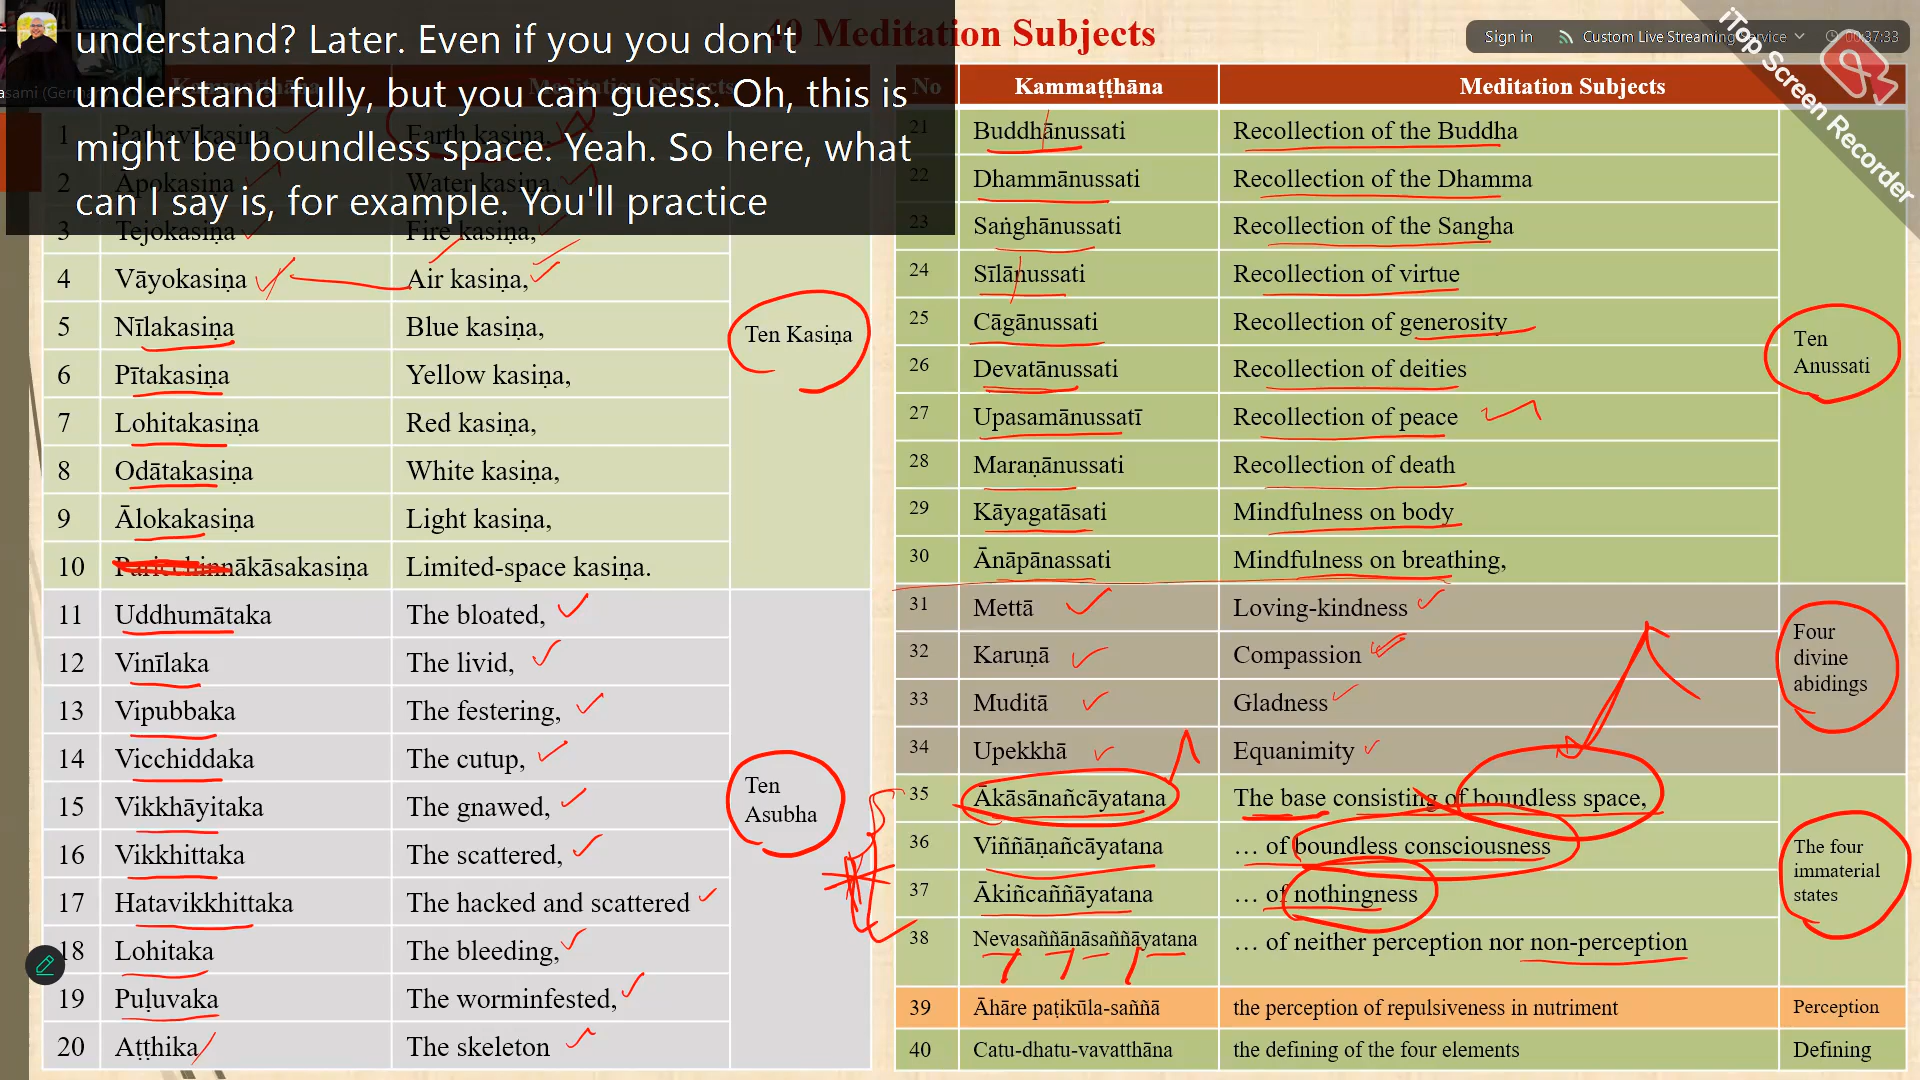 understand? Later. Even if you you don't
understand fully, but you can guess. Oh, this is
might be boundless space. Yeah. So here, what
can I say is, for example. You'll practice
40 Meditation Subjects
Sign in
Custom Live Streaming Service
00:37:33
iTop Screen Recorder
Kammaṭṭhāna Meditation Subjects
1 Paṭhavīkasiṇa Earth kasiṇa,
2 Āpokasiṇa Water kasiṇa,
3 Tejokasiṇa Fire kasiṇa,
4 Vāyokasiṇa Air kasiṇa,
5 Nīlakasiṇa Blue kasiṇa,
6 Pītakasiṇa Yellow kasiṇa,
7 Lohitakasiṇa Red kasiṇa,
8 Odātakasiṇa White kasiṇa,
9 Ālokakasiṇa Light kasiṇa,
10 Paricchinnākāsakasiṇa Limited-space kasiṇa.
Ten Kasiṇa
11 Uddhumātaka The bloated,
12 Vinīlaka The livid,
13 Vipubbaka The festering,
14 Vicchiddaka The cutup,
15 Vikkhāyitaka The gnawed,
16 Vikkhittaka The scattered,
17 Hatavikkhittaka The hacked and scattered
18 Lohitaka The bleeding,
19 Puḷuvaka The worminfested,
20 Aṭṭhika The skeleton
Ten
Asubha
No Kammaṭṭhāna Meditation Subjects
21 Buddhānussati Recollection of the Buddha
22 Dhammānussati Recollection of the Dhamma
23 Saṅghānussati Recollection of the Sangha
24 Sīlānussati Recollection of virtue
25 Cāgānussati Recollection of generosity
26 Devatānussati Recollection of deities
27 Upasamānussatī Recollection of peace
28 Maraṇānussati Recollection of death
29 Kāyagatāsati Mindfulness on body
30 Ānāpānassati Mindfulness on breathing,
Ten
Anussati
31 Mettā Loving-kindness
32 Karuṇā Compassion
33 Muditā Gladness
34 Upekkhā Equanimity
Four
divine
abidings
35 Ākāsānañcāyatana The base consisting of boundless space,
36 Viññāṇañcāyatana … of boundless consciousness
37 Ākiñcaññāyatana … of nothingness
38 Nevasaññānāsaññāyatana … of neither perception nor non-perception
The four
immaterial
states
39 Āhāre paṭikūla-saññā the perception of repulsiveness in nutriment Perception
40 Catu-dhatu-vavatthāna the defining of the four elements Defining